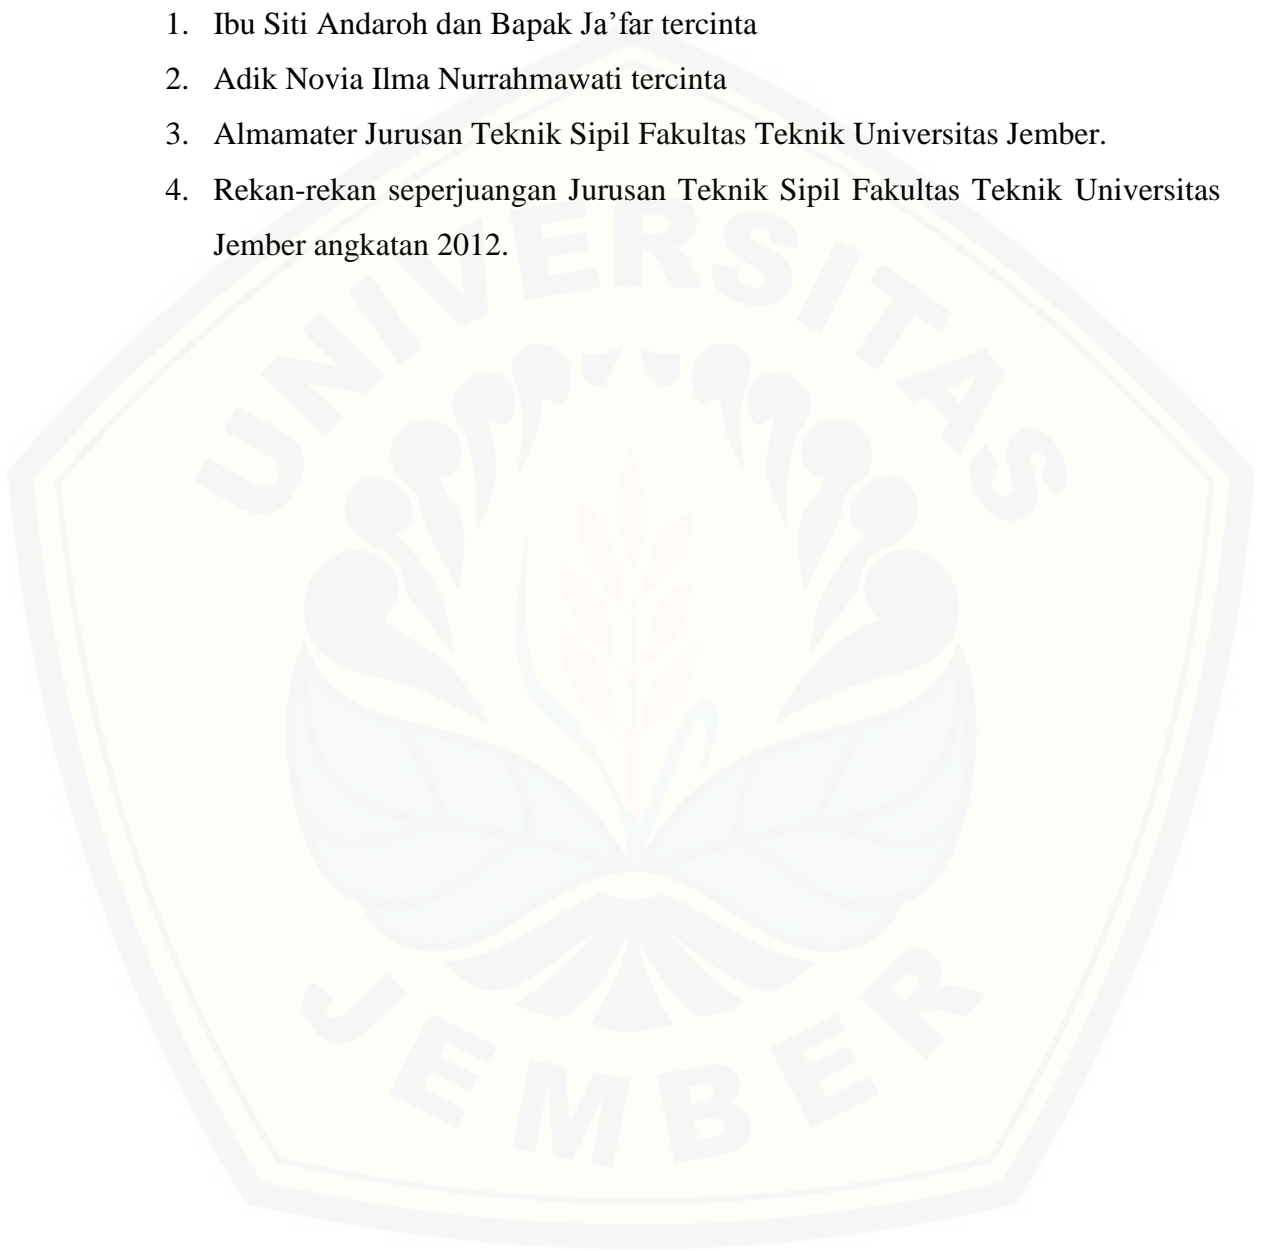 1. Ibu Siti Andaroh dan Bapak Ja’far tercinta
2. Adik Novia Ilma Nurrahmawati tercinta
3. Almamater Jurusan Teknik Sipil Fakultas Teknik Universitas Jember.
4. Rekan-rekan seperjuangan Jurusan Teknik Sipil Fakultas Teknik Universitas
Jember angkatan 2012.
UNIVERSITAS
JEMBER